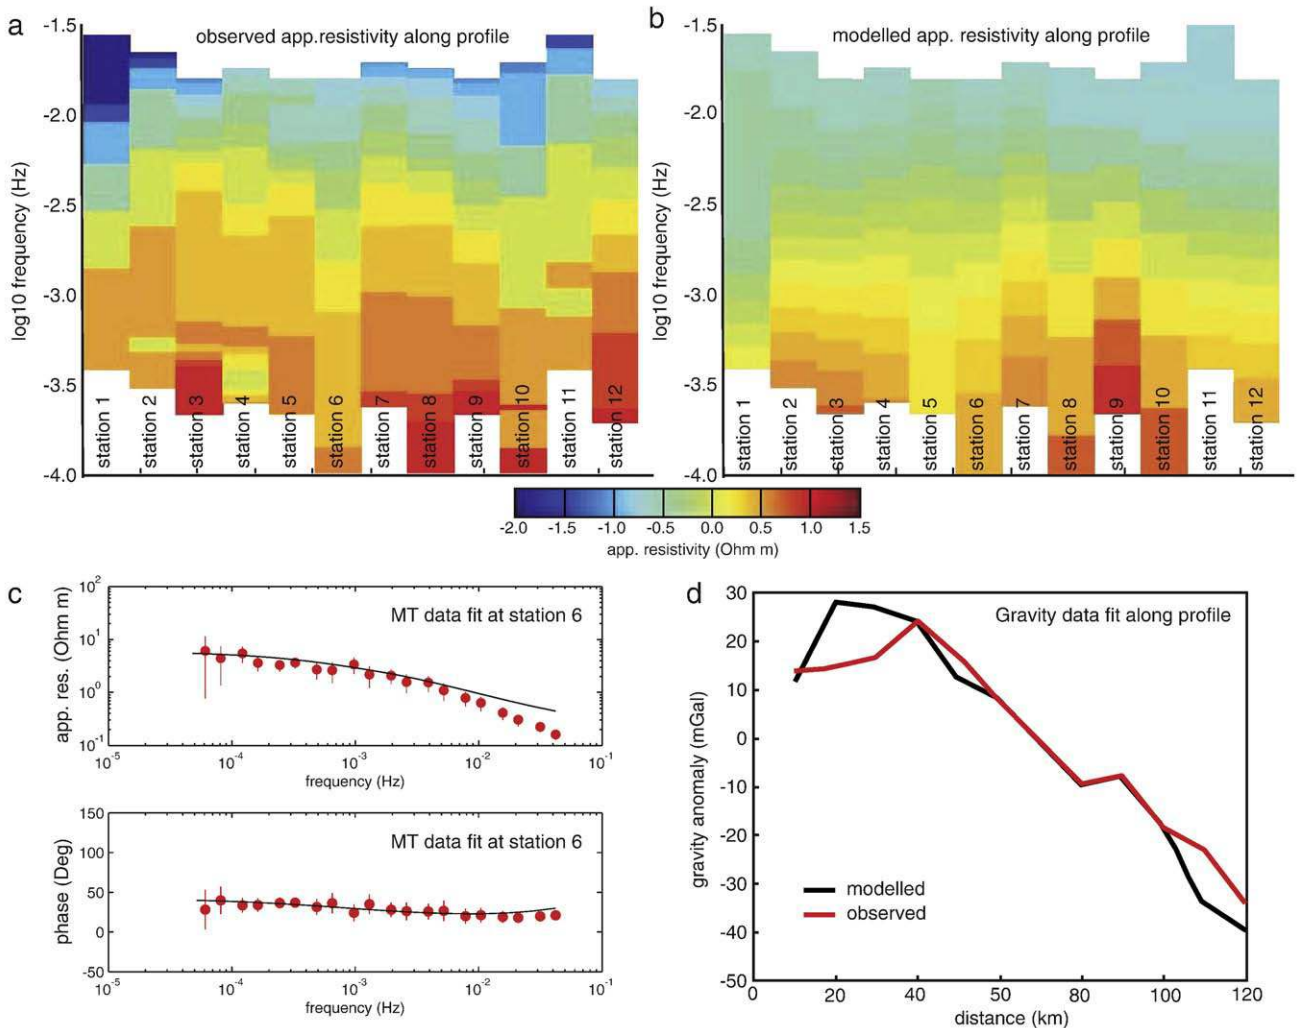 a
observed app.resistivity along profile
log10 frequency (Hz)
-1.5
-2.0
-2.5
-3.0
-3.5
-4.0
station 1
station 2
station 3
station 4
station 5
station 6
station 7
station 8
station 9
station 10
station 11
station 12
b
modelled app. resistivity along profile
log10 frequency (Hz)
-1.5
-2.0
-2.5
-3.0
-3.5
-4.0
station 1
station 2
station 3
station 4
station 5
station 6
station 7
station 8
station 9
station 10
station 11
station 12
-2.0 -1.5 -1.0 -0.5 0.0 0.5 1.0 1.5
app. resistivity (Ohm m)
c
MT data fit at station 6
app. res. (Ohm m)
10^2
10^1
10^0
10^-1
10^-5 10^-4 10^-3 10^-2 10^-1
frequency (Hz)
MT data fit at station 6
phase (Deg)
150
100
50
0
-50
10^-5 10^-4 10^-3 10^-2 10^-1
frequency (Hz)
d
Gravity data fit along profile
gravity anomaly (mGal)
30
20
10
0
-10
-20
-30
-40
-50
modelled
observed
0 20 40 50 80 100 120
distance (km)